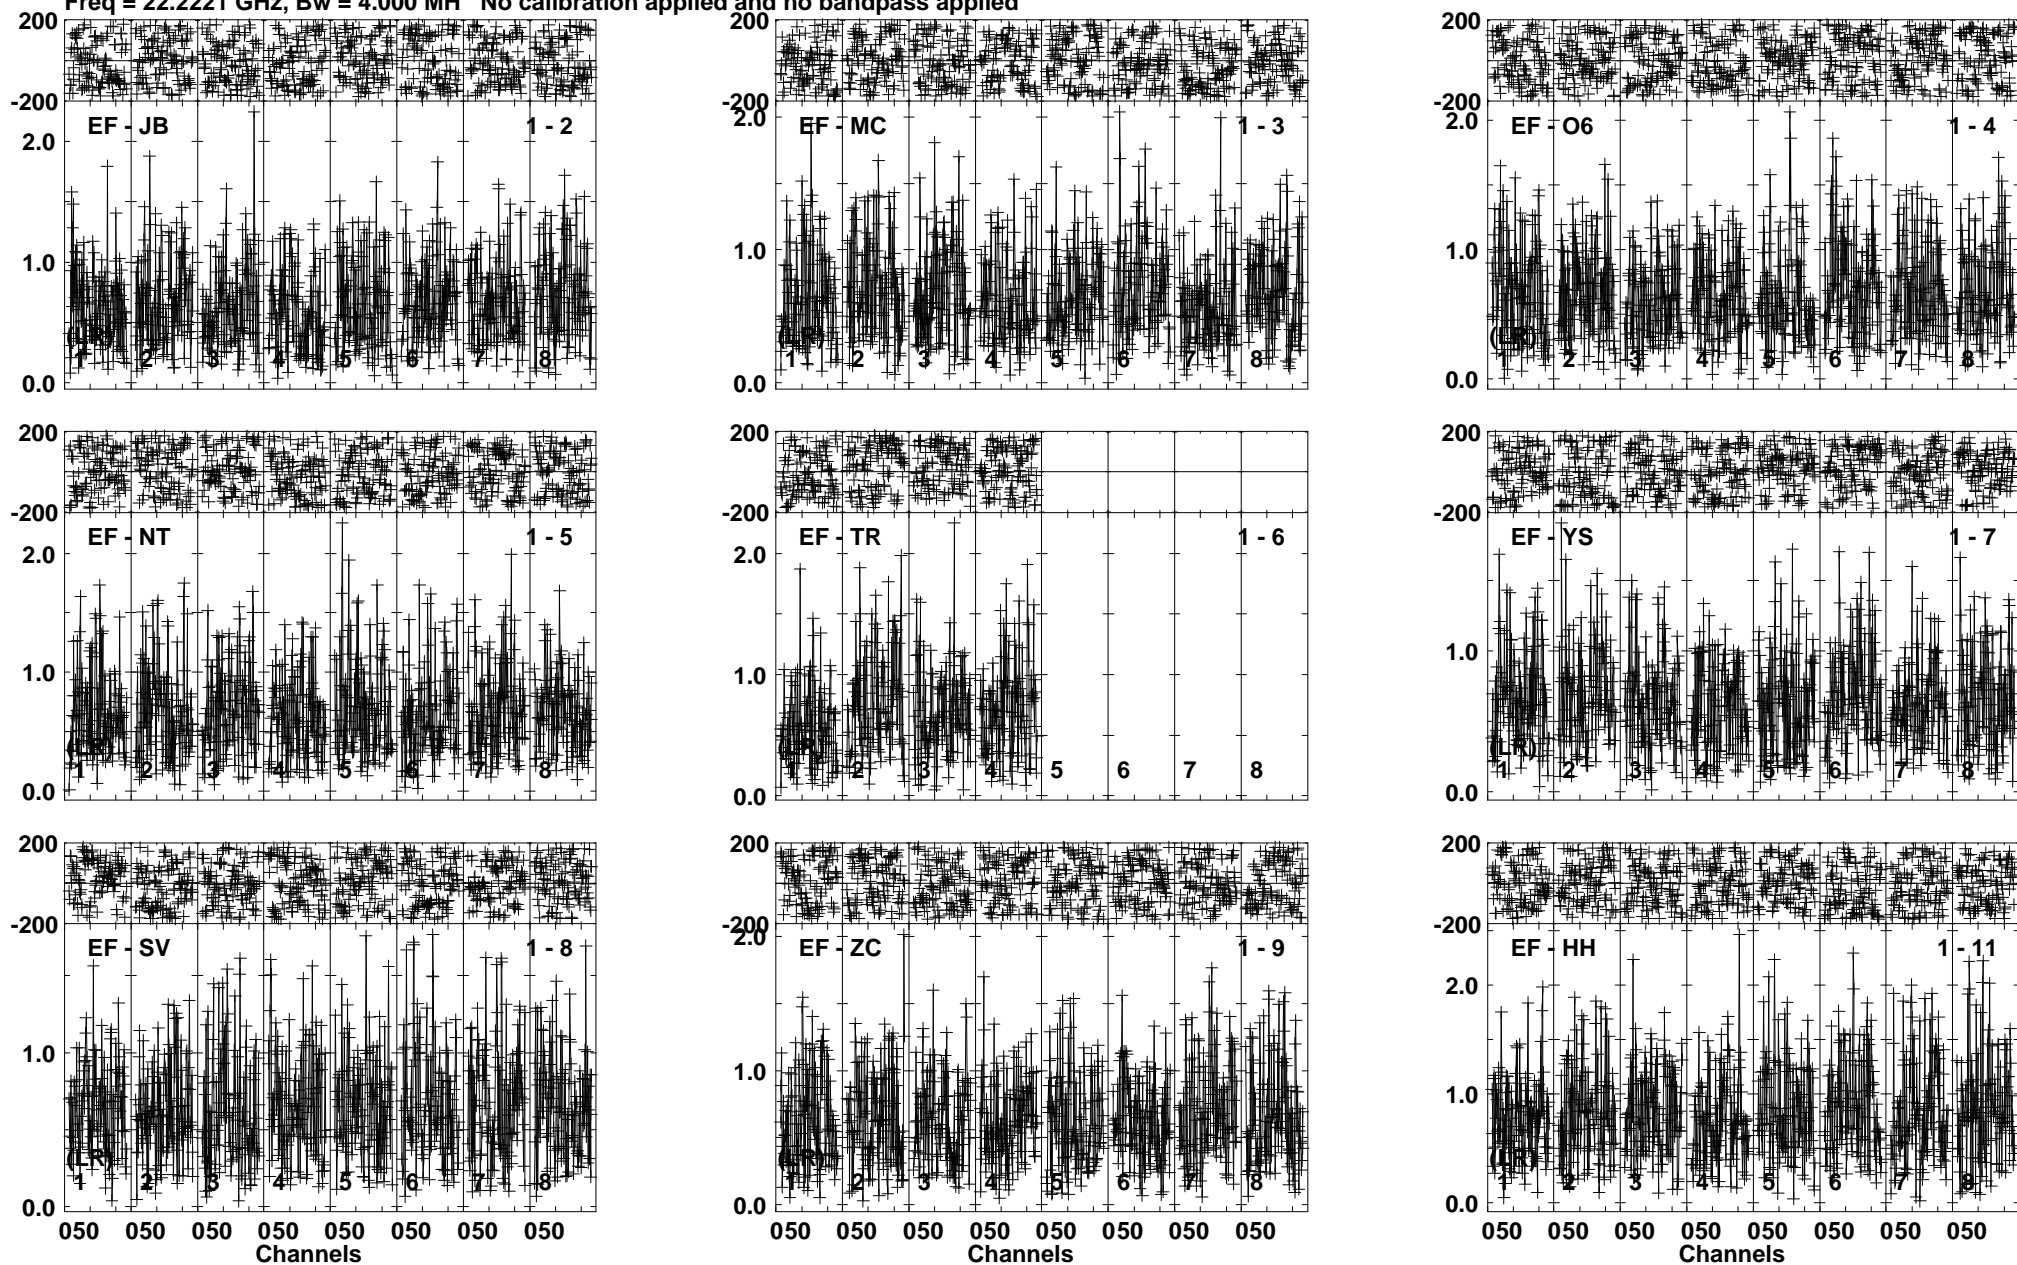 Freq = 22.2221 GHz, Bw = 4.000 MH No calibration applied and no bandpass applied
200 200 200
-200 -200 -200
EF - JB 1 - 2 EF - MC 1 - 3 EF - O6 1 - 4
2.0 2.0 2.0
1.0 1.0 1.0
(LR) (LR) (LR)
1 2 3 4 5 6 7 8 1 2 3 4 5 6 7 8 1 2 3 4 5 6 7 8
0.0 0.0 0.0
200 200 200
-200 -200 -200
EF - NT 1 - 5 EF - TR 1 - 6 EF - YS 1 - 7
2.0 2.0
1.0 1.0 1.0
(LR) (LR) (LR)
1 2 3 4 5 6 7 8 1 2 3 4 5 6 7 8 1 2 3 4 5 6 7 8
0.0 0.0 0.0
200 200 200
-200 -200 -200
EF - SV 1 - 8 EF - ZC 1 - 9 EF - HH 1 - 11
2.0 2.0
1.0 1.0 1.0
(LR) (LR) (LR)
1 2 3 4 5 6 7 8 1 2 3 4 5 6 7 8 1 2 3 4 5 6 7 8
0.0 0.0 0.0
050 050 050 050 050 050 050 050 050 050 050 050 050 050 050 050 050 050 050 050 050 050 050 050
Channels Channels Channels